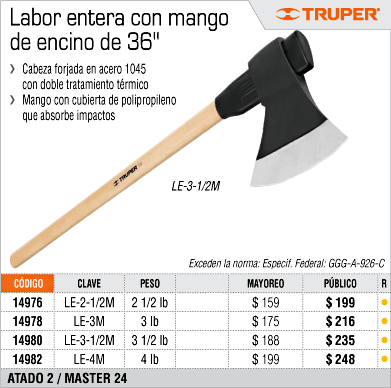 Labor entera con mango
de encino de 36"
TRUPER®
Cabeza forjada en acero 1045
con doble tratamiento térmico
Mango con cubierta de polipropileno
que absorbe impactos
TRUPER
LE-3-1/2M
Exceden la norma: Especif. Federal: GGG-A-926-C
CÓDIGO CLAVE PESO MAYOREO PÚBLICO R
14976 LE-2-1/2M 2 1/2 lb $ 159 $ 199
14978 LE-3M 3 lb $ 175 $ 216
14980 LE-3-1/2M 3 1/2 lb $ 188 $ 235
14982 LE-4M 4 lb $ 199 $ 248
ATADO 2 / MASTER 24